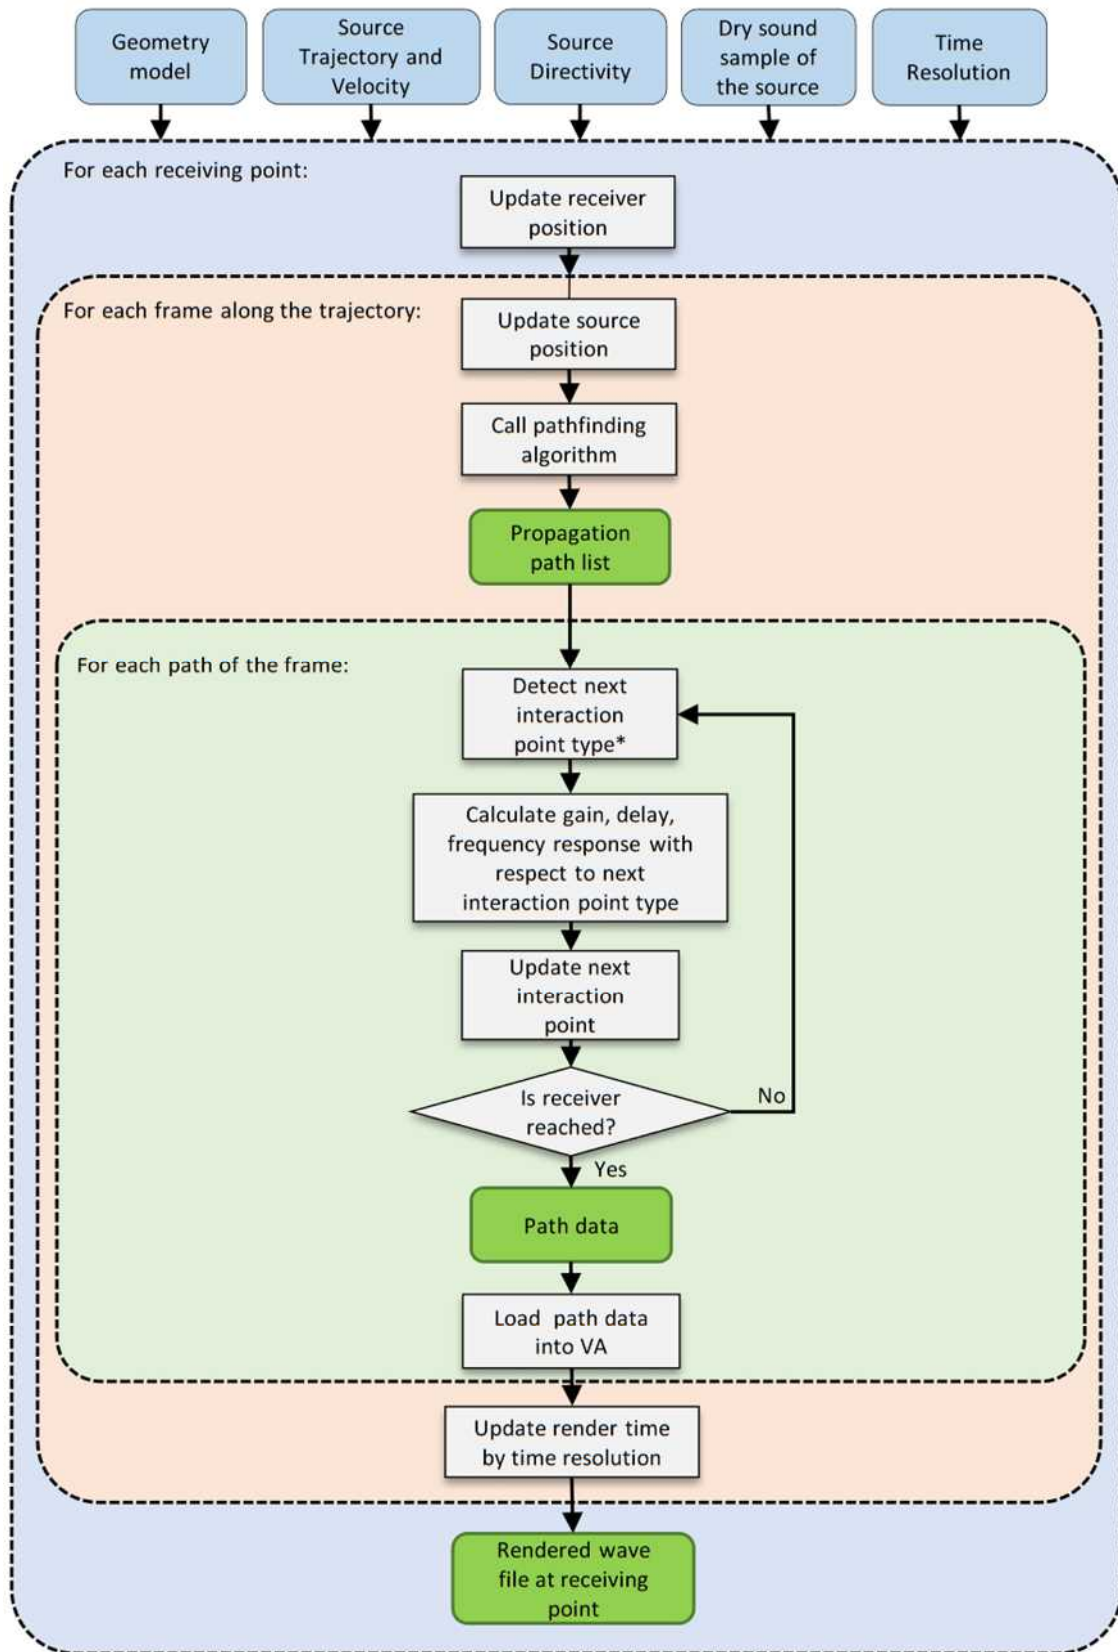 Geometry
model
Source
Trajectory and
Velocity
Source
Directivity
Dry sound
sample of
the source
Time
Resolution
For each receiving point:
Update receiver
position
For each frame along the trajectory:
Update source
position
Call pathfinding
algorithm
Propagation
path list
For each path of the frame:
Detect next
interaction
point type*
Calculate gain, delay,
frequency response with
respect to next
interaction point type
Update next
interaction
point
Is receiver
reached?
No
Yes
Path data
Load path data
into VA
Update render time
by time resolution
Rendered wave
file at receiving
point